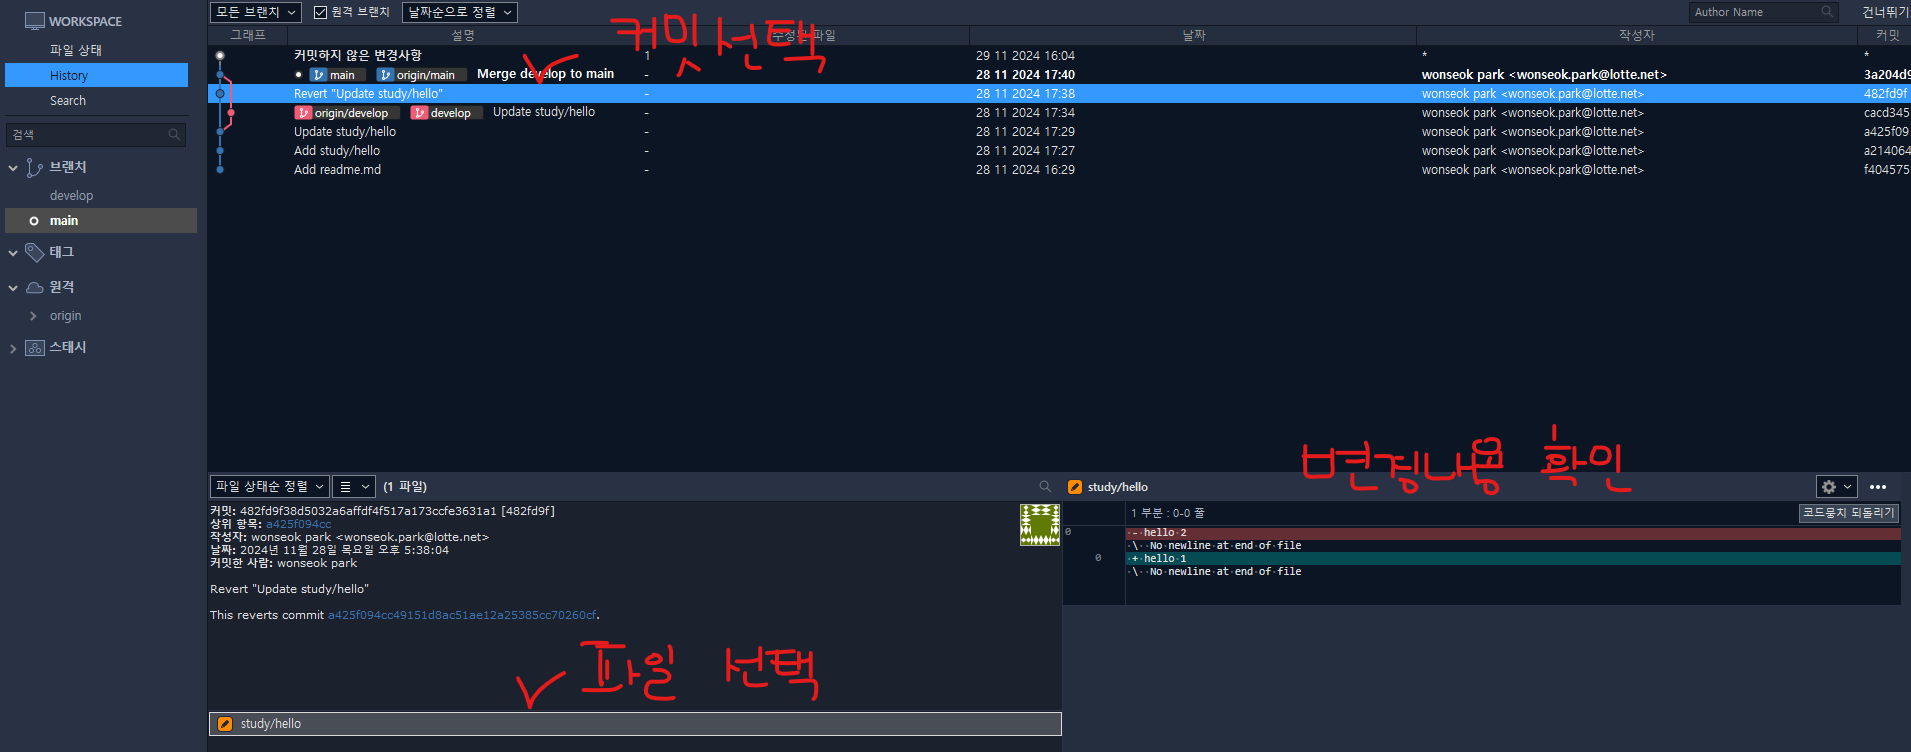 WORKSPACE
파일 상태
History
Search
검색
브랜치
develop
main
태그
원격
origin
스태시
모든 브랜치 원격 브랜치 날짜순으로 정렬 Author Name 건너뛰기
커밋선택
그래프 설명 수정된 파일 날짜 작성자 커밋
커밋하지 않은 변경사항 1 29 11 2024 16:04 * *
main origin/main Merge develop to main - 28 11 2024 17:40 wonseok park <wonseok.park@lotte.net> 3a204d9
Revert "Update study/hello" - 28 11 2024 17:38 wonseok park <wonseok.park@lotte.net> 482fd9f
origin/develop develop Update study/hello - 28 11 2024 17:34 wonseok park <wonseok.park@lotte.net> cacd345
Update study/hello - 28 11 2024 17:29 wonseok park <wonseok.park@lotte.net> a425f09
Add study/hello - 28 11 2024 17:27 wonseok park <wonseok.park@lotte.net> a214064
Add readme.md - 28 11 2024 16:29 wonseok park <wonseok.park@lotte.net> f404575
변경내용 확인
파일 상태순 정렬 (1 파일)
커밋: 482fd9f38d5032a6affdf4f517a173ccfe3631a1 [482fd9f]
상위 항목: a425f094cc
작성자: wonseok park <wonseok.park@lotte.net>
날짜: 2024년 11월 28일 목요일 오후 5:38:04
커밋한 사람: wonseok park
Revert "Update study/hello"
This reverts commit a425f094cc49151d8ac51ae12a25385cc70260cf.
파일 선택
study/hello
study/hello
1 부분 : 0-0 줄 코드뭉치 되돌리기
0 - hello 2
\ No newline at end of file
0 + hello 1
\ No newline at end of file